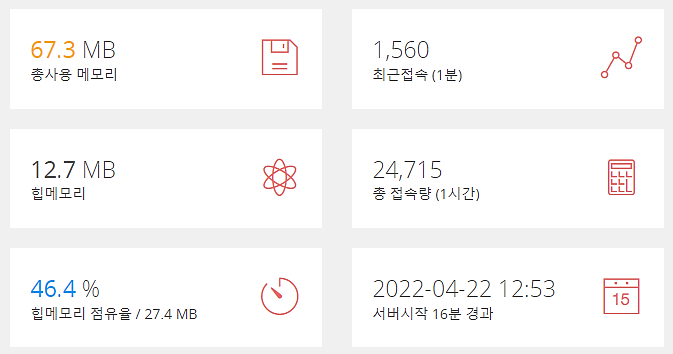 67.3 MB
총사용 메모리
1,560
최근접속 (1분)
12.7 MB
힙메모리
24,715
총 접속량 (1시간)
46.4 %
힙메모리 점유율 / 27.4 MB
2022-04-22 12:53
서버시작 16분 경과
15